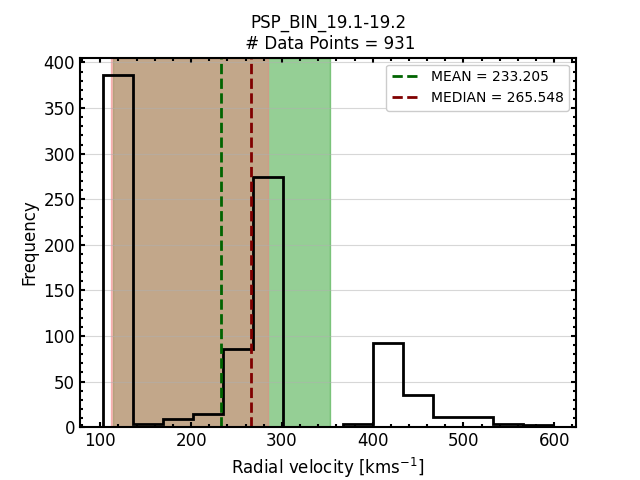 PSP_BIN_19.1-19.2
# Data Points = 931
MEAN = 233.205
MEDIAN = 265.548
Frequency
400
350
300
250
200
150
100
50
0
100 200 300 400 500 600
Radial velocity [kms⁻¹]